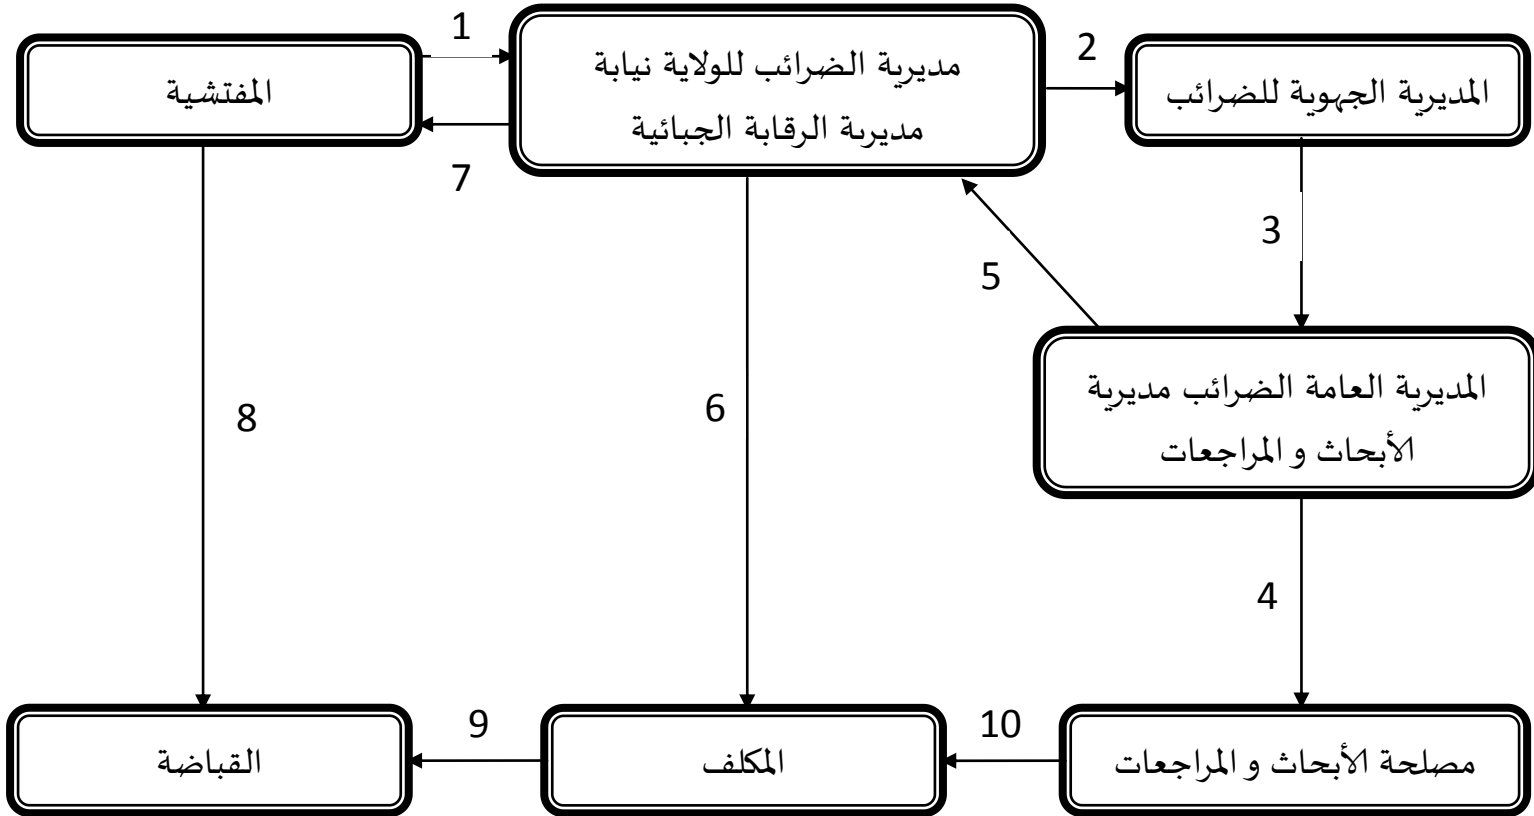 1
2
مديرية الضرائب للولاية نيابة
مديرية الرقابة الجبائية
المفتشية
المديرية الجهوية للضرائب
7
3
5
المديرية العامة الضرائب مديرية
الأبحاث و المراجعات
6
8
4
9
10
مصلحة الأبحاث و المراجعات
المكلف
القباضة